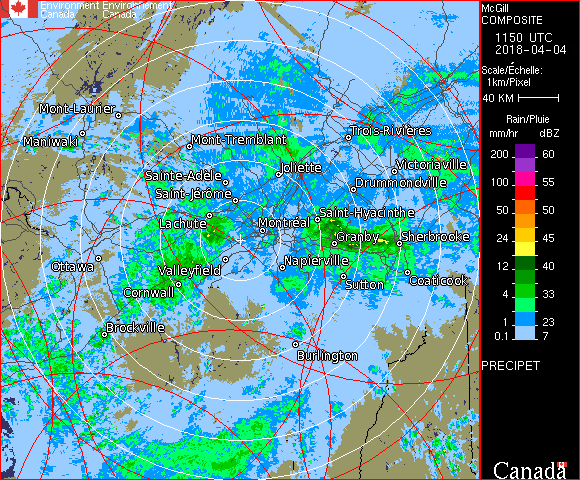 Environment Environnement
Canada Canada
Mont-Laurier
Maniwaki
Mont-Tremblant
Trois-Rivières
Sainte-Adèle
Joliette
Victoriaville
Saint-Jérôme
Drummondville
Lachute
Montréal
Saint-Hyacinthe
Granby
Sherbrooke
Ottawa
Valleyfield
Napierville
Cornwall
Sutton
Coaticook
Brockville
Burlington
McGill
COMPOSITE
1150 UTC
2018-04-04
Scale/Échelle:
1km/Pixel
40 KM
Rain/Pluie
mm/hr dBZ
200 60
150 57
100 55
50 50
24 45
12 40
4 33
2 23
0.1 7
PRECIPET
Canada